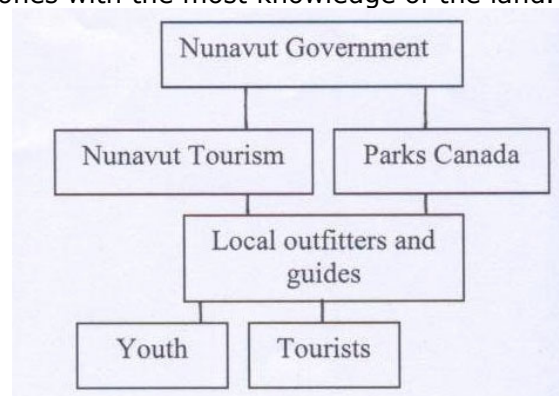 ones with the most knowledge of the land.
Nunavut Government
Nunavut Tourism
Parks Canada
Local outfitters and
guides
Youth
Tourists